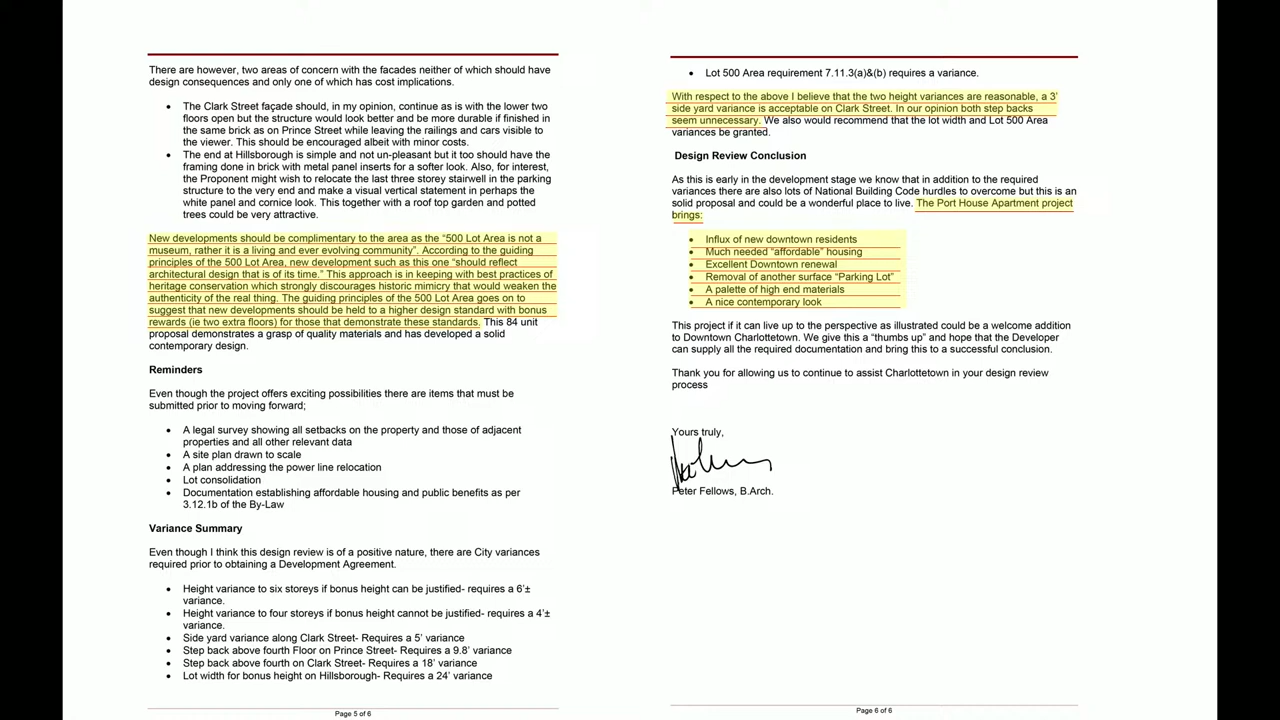 There are however, two areas of concern with the facades neither of which should have
design consequences and only one of which has cost implications.
• The Clark Street façade should, in my opinion, continue as is with the lower two
floors open but the structure would look better and be more durable if finished in
the same brick as on Prince Street while leaving the railings and cars visible to
the viewer. This should be encouraged albeit with minor costs.
• The end at Hillsborough is simple and not un-pleasant but it too should have the
framing done in brick with metal panel inserts for a softer look. Also, for interest,
the Proponent might wish to relocate the last three storey stairwell in the parking
structure to the very end and make a visual vertical statement in perhaps the
white panel and cornice look. This together with a roof top garden and potted
trees could be very attractive.
New developments should be complimentary to the area as the “500 Lot Area is not a
museum, rather it is a living and ever evolving community”. According to the guiding
principles of the 500 Lot Area, new development such as this one “should reflect
architectural design that is of its time.” This approach is in keeping with best practices of
heritage conservation which strongly discourages historic mimicry that would weaken the
authenticity of the real thing. The guiding principles of the 500 Lot Area goes on to
suggest that new developments should be held to a higher design standard with bonus
rewards (ie two extra floors) for those that demonstrate these standards. This 84 unit
proposal demonstrates a grasp of quality materials and has developed a solid
contemporary design.
Reminders
Even though the project offers exciting possibilities there are items that must be
submitted prior to moving forward;
• A legal survey showing all setbacks on the property and those of adjacent
properties and all other relevant data
• A site plan drawn to scale
• A plan addressing the power line relocation
• Lot consolidation
• Documentation establishing affordable housing and public benefits as per
3.12.1b of the By-Law
Variance Summary
Even though I think this design review is of a positive nature, there are City variances
required prior to obtaining a Development Agreement.
• Height variance to six storeys if bonus height can be justified- requires a 6’±
variance.
• Height variance to four storeys if bonus height cannot be justified- requires a 4’±
variance.
• Side yard variance along Clark Street- Requires a 5’ variance
• Step back above fourth Floor on Prince Street- Requires a 9.8’ variance
• Step back above fourth on Clark Street- Requires a 18’ variance
• Lot width for bonus height on Hillsborough- Requires a 24’ variance
Page 5 of 6
• Lot 500 Area requirement 7.11.3(a)&(b) requires a variance.
With respect to the above I believe that the two height variances are reasonable, a 3’
side yard variance is acceptable on Clark Street. In our opinion both step backs
seem unnecessary. We also would recommend that the lot width and Lot 500 Area
variances be granted.
Design Review Conclusion
As this is early in the development stage we know that in addition to the required
variances there are also lots of National Building Code hurdles to overcome but this is an
solid proposal and could be a wonderful place to live. The Port House Apartment project
brings:
• Influx of new downtown residents
• Much needed “affordable” housing
• Excellent Downtown renewal
• Removal of another surface “Parking Lot”
• A palette of high end materials
• A nice contemporary look
This project if it can live up to the perspective as illustrated could be a welcome addition
to Downtown Charlottetown. We give this a “thumbs up” and hope that the Developer
can supply all the required documentation and bring this to a successful conclusion.
Thank you for allowing us to continue to assist Charlottetown in your design review
process
Yours truly,
Peter Fellows, B.Arch.
Page 6 of 6